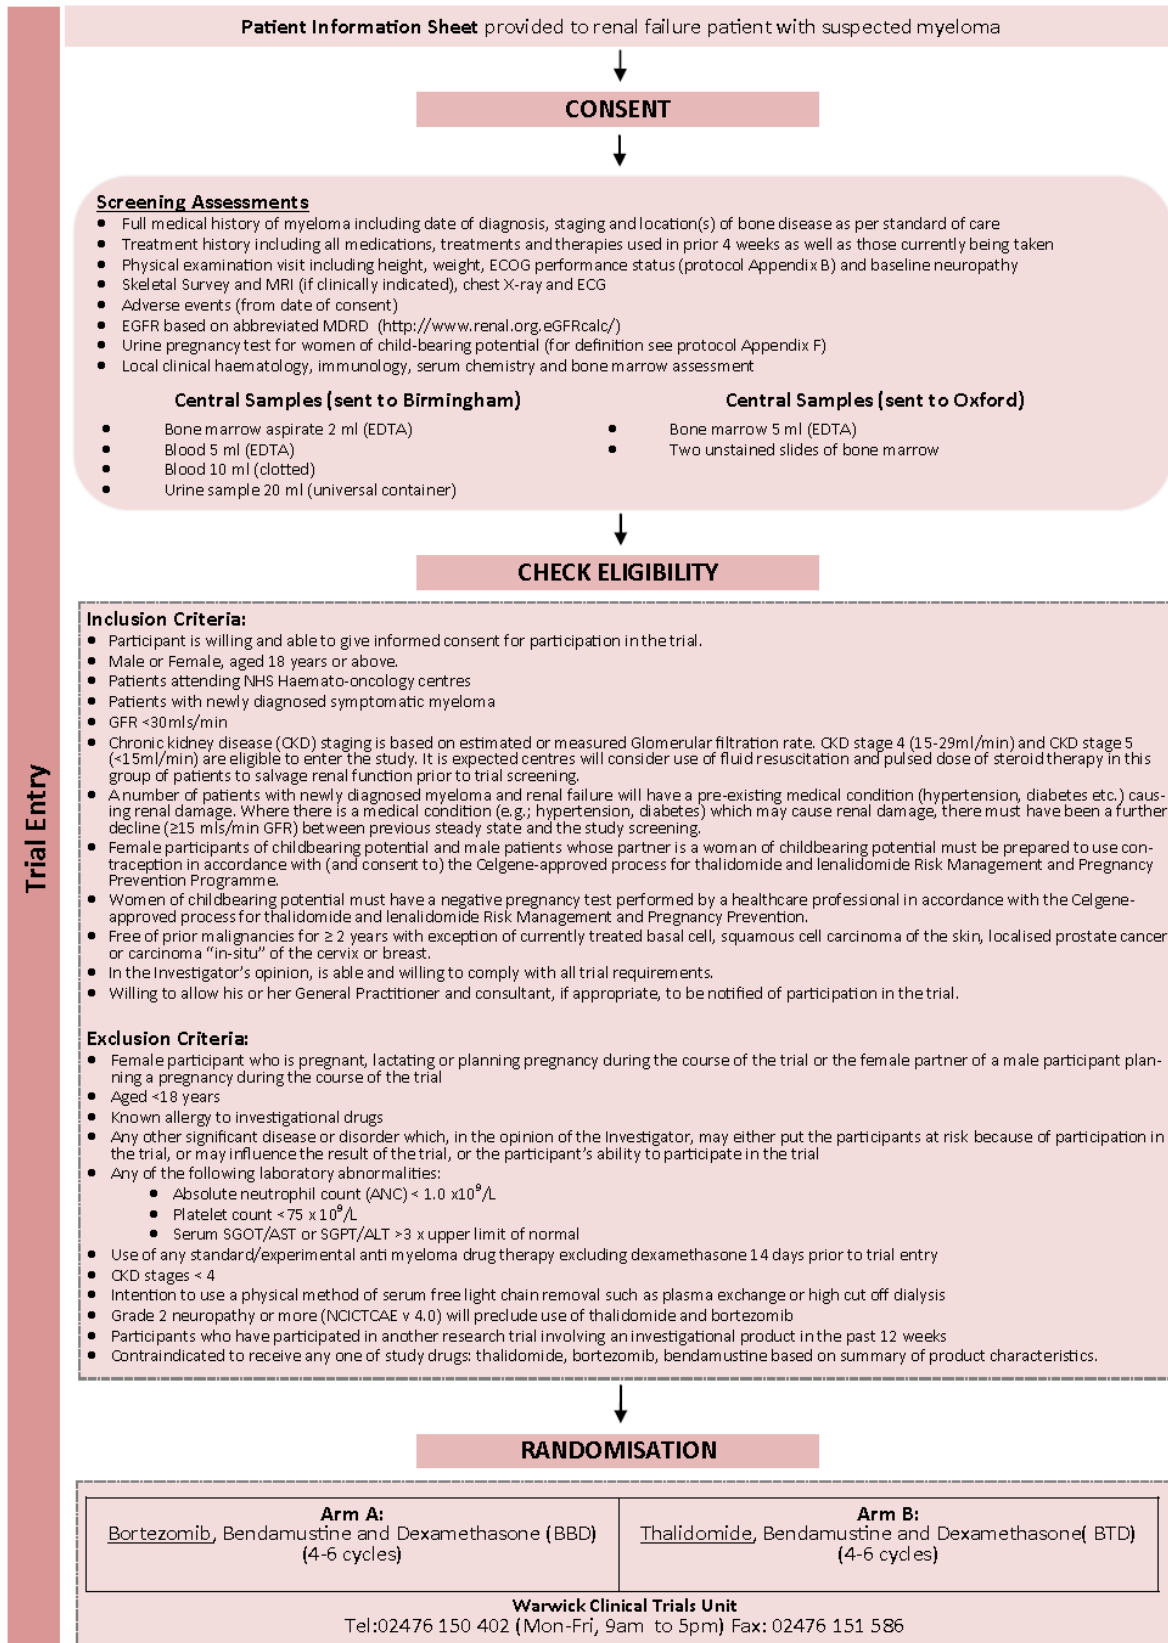 Patient Information Sheet provided to renal failure patient with suspected myeloma
CONSENT
Screening Assessments
● Full medical history of myeloma including date of diagnosis, staging and location(s) of bone disease as per standard of care
● Treatment history including all medications, treatments and therapies used in prior 4 weeks as well as those currently being taken
● Physical examination visit including height, weight, ECOG performance status (protocol Appendix B) and baseline neuropathy
● Skeletal Survey and MRI (if clinically indicated), chest X-ray and ECG
● Adverse events (from date of consent)
● EGFR based on abbreviated MDRD (http://www.renal.org.eGFRcalc/)
● Urine pregnancy test for women of child-bearing potential (for definition see protocol Appendix F)
● Local clinical haematology, immunology, serum chemistry and bone marrow assessment
Central Samples (sent to Birmingham)
● Bone marrow aspirate 2 ml (EDTA)
● Blood 5 ml (EDTA)
● Blood 10 ml (clotted)
● Urine sample 20 ml (universal container)
Central Samples (sent to Oxford)
● Bone marrow 5 ml (EDTA)
● Two unstained slides of bone marrow
CHECK ELIGIBILITY
Inclusion Criteria:
● Participant is willing and able to give informed consent for participation in the trial.
● Male or Female, aged 18 years or above.
● Patients attending NHS Haemato-oncology centres
● Patients with newly diagnosed symptomatic myeloma
● GFR <30mls/min
● Chronic kidney disease (CKD) staging is based on estimated or measured Glomerular filtration rate. CKD stage 4 (15-29ml/min) and CKD stage 5
(<15ml/min) are eligible to enter the study. It is expected centres will consider use of fluid resuscitation and pulsed dose of steroid therapy in this
group of patients to salvage renal function prior to trial screening.
● A number of patients with newly diagnosed myeloma and renal failure will have a pre-existing medical condition (hypertension, diabetes etc.) caus-
ing renal damage. Where there is a medical condition (e.g.; hypertension, diabetes) which may cause renal damage, there must have been a further
decline (≥15 mls/min GFR) between previous steady state and the study screening.
● Female participants of childbearing potential and male patients whose partner is a woman of childbearing potential must be prepared to use con-
traception in accordance with (and consent to) the Celgene-approved process for thalidomide and lenalidomide Risk Management and Pregnancy
Prevention Programme.
● Women of childbearing potential must have a negative pregnancy test performed by a healthcare professional in accordance with the Celgene-
approved process for thalidomide and lenalidomide Risk Management and Pregnancy Prevention.
● Free of prior malignancies for ≥ 2 years with exception of currently treated basal cell, squamous cell carcinoma of the skin, localised prostate cancer
or carcinoma “in-situ” of the cervix or breast.
● In the Investigator’s opinion, is able and willing to comply with all trial requirements.
● Willing to allow his or her General Practitioner and consultant, if appropriate, to be notified of participation in the trial.
Exclusion Criteria:
● Female participant who is pregnant, lactating or planning pregnancy during the course of the trial or the female partner of a male participant plan-
ning a pregnancy during the course of the trial
● Aged <18 years
● Known allergy to investigational drugs
● Any other significant disease or disorder which, in the opinion of the Investigator, may either put the participants at risk because of participation in
the trial, or may influence the result of the trial, or the participant’s ability to participate in the trial
● Any of the following laboratory abnormalities:
● Absolute neutrophil count (ANC) < 1.0 x10⁹/L
● Platelet count <75 x 10⁹/L
● Serum SGOT/AST or SGPT/ALT >3 x upper limit of normal
● Use of any standard/experimental anti myeloma drug therapy excluding dexamethasone 14 days prior to trial entry
● CKD stages < 4
● Intention to use a physical method of serum free light chain removal such as plasma exchange or high cut off dialysis
● Grade 2 neuropathy or more (NCICTCAE v 4.0) will preclude use of thalidomide and bortezomib
● Participants who have participated in another research trial involving an investigational product in the past 12 weeks
● Contraindicated to receive any one of study drugs: thalidomide, bortezomib, bendamustine based on summary of product characteristics.
RANDOMISATION
Arm A:
Bortezomib, Bendamustine and Dexamethasone (BBD)
(4-6 cycles)
Arm B:
Thalidomide, Bendamustine and Dexamethasone( BTD)
(4-6 cycles)
Warwick Clinical Trials Unit
Tel:02476 150 402 (Mon-Fri, 9am to 5pm) Fax: 02476 151 586
Trial Entry